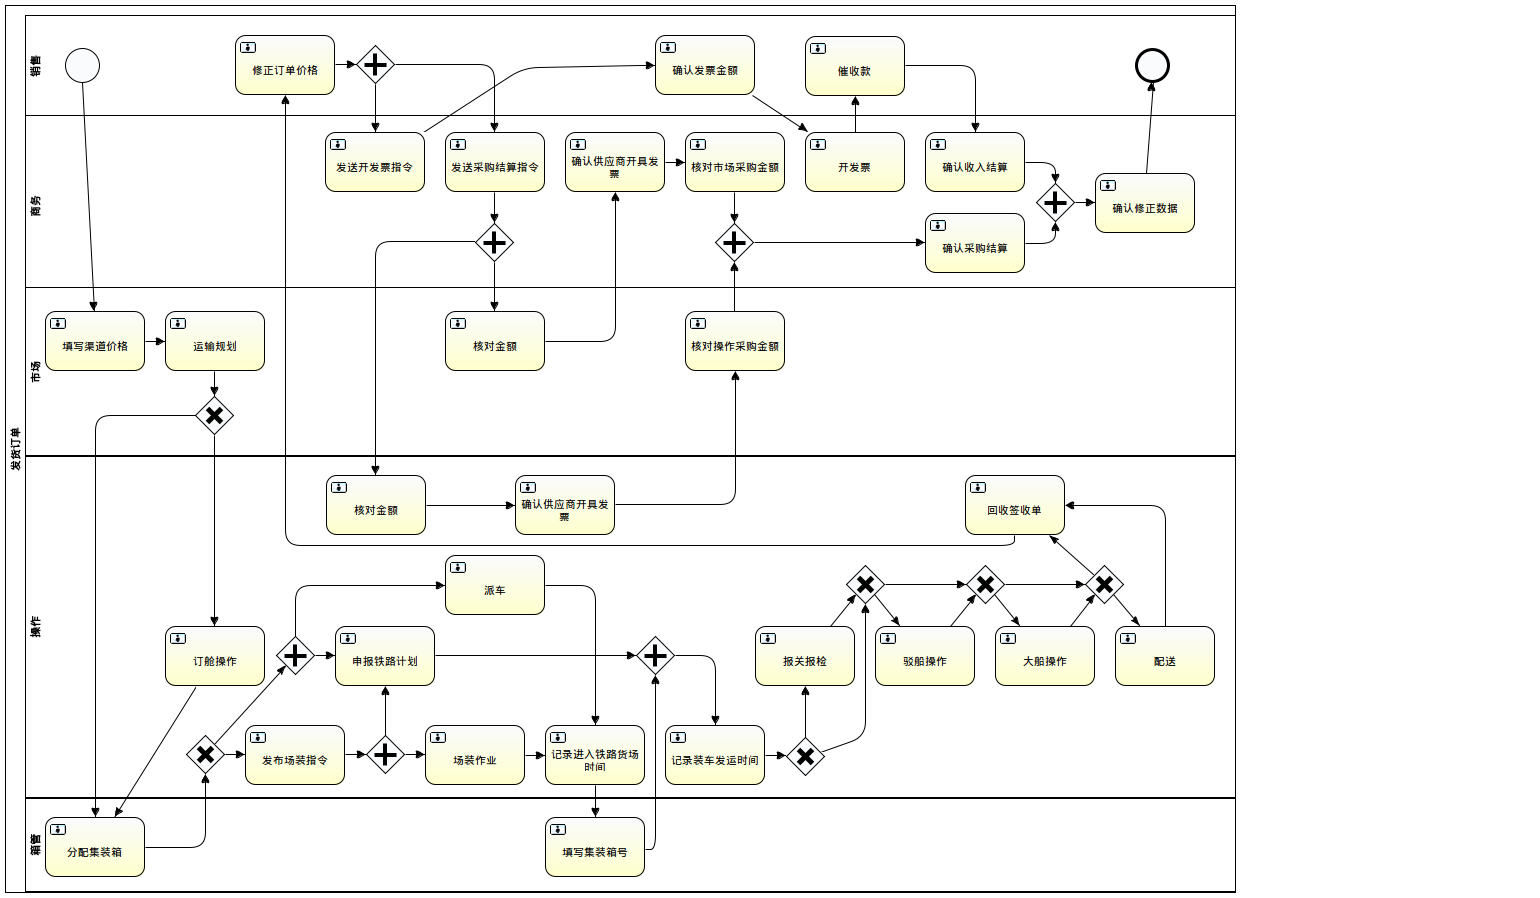 发货订单
销售
修正订单价格
确认发票金额
催收款
商务
发送开发票指令
发送采购结算指令
确认供应商开具发
票
核对市场采购金额
开发票
确认收入结算
确认修正数据
确认采购结算
市场
填写渠道价格
运输规划
核对金额
核对操作采购金额
操作
核对金额
确认供应商开具发
票
回收签收单
派车
订舱操作
申报铁路计划
报关报检
驳船操作
大船操作
配送
发布场装指令
场装作业
记录进入铁路货场
时间
记录装车发运时间
箱管
分配集装箱
填写集装箱号